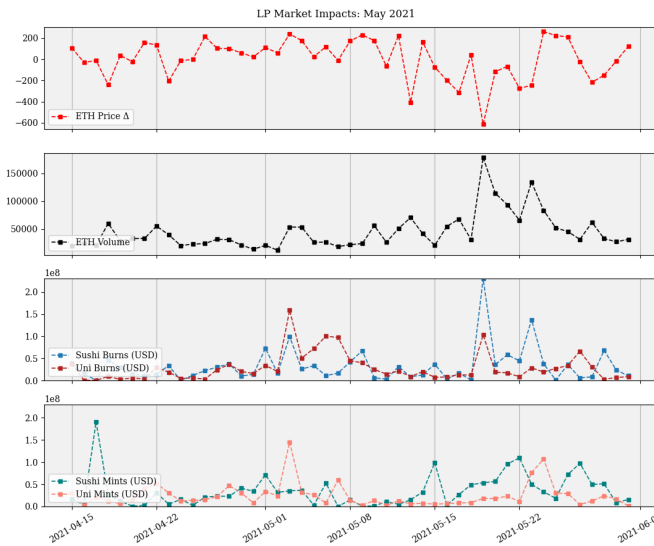 LP Market Impacts: May 2021
200
0
−200
−400
−600
ETH Price Δ
150000
100000
50000
ETH Volume
1e8
2.0
1.5
1.0
0.5
0.0
Sushi Burns (USD)
Uni Burns (USD)
1e8
2.0
1.5
1.0
0.5
0.0
Sushi Mints (USD)
Uni Mints (USD)
2021-04-15
2021-04-22
2021-05-01
2021-05-08
2021-05-15
2021-05-22